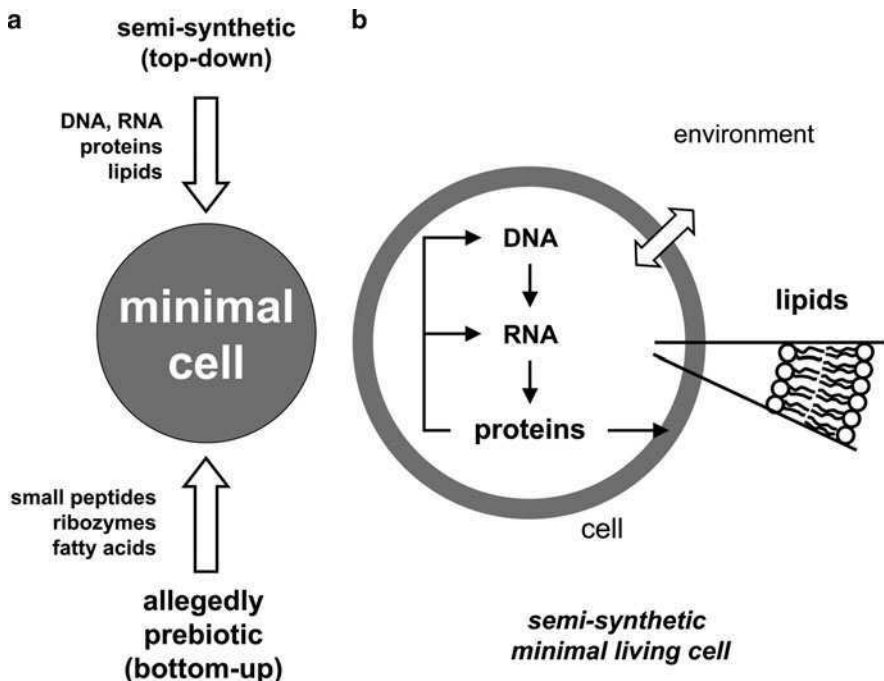 a
semi-synthetic
(top-down)
DNA, RNA
proteins
lipids
minimal
cell
small peptides
ribozymes
fatty acids
allegedly
prebiotic
(bottom-up)
b
environment
DNA
RNA
proteins
lipids
cell
semi-synthetic
minimal living cell